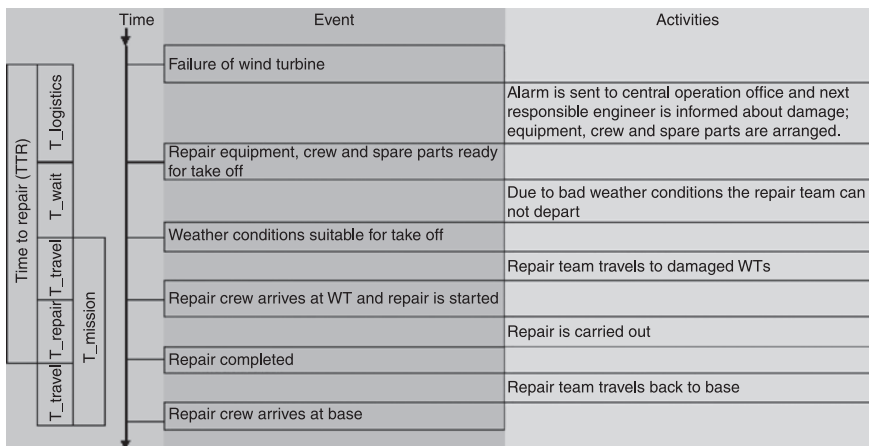 Time
Event
Activities
Failure of wind turbine
Alarm is sent to central operation office and next
responsible engineer is informed about damage;
equipment, crew and spare parts are arranged.
Repair equipment, crew and spare parts ready
for take off
Due to bad weather conditions the repair team can
not depart
Weather conditions suitable for take off
Repair team travels to damaged WTs
Repair crew arrives at WT and repair is started
Repair is carried out
Repair completed
Repair team travels back to base
Repair crew arrives at base
Time to repair (TTR)
T_logistics
T_wait
T_travel
T_repair
T_travel
T_mission